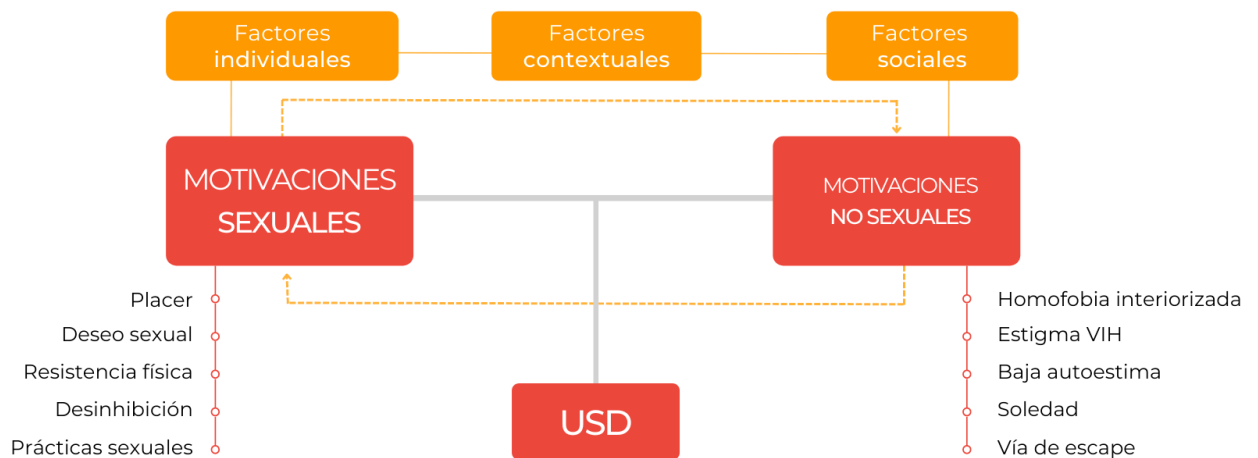 Factores
individuales
Factores
contextuales
Factores
sociales
MOTIVACIONES
SEXUALES
MOTIVACIONES
NO SEXUALES
Placer
Deseo sexual
Resistencia física
Desinhibición
Prácticas sexuales
Homofobia interiorizada
Estigma VIH
Baja autoestima
Soledad
Vía de escape
USD